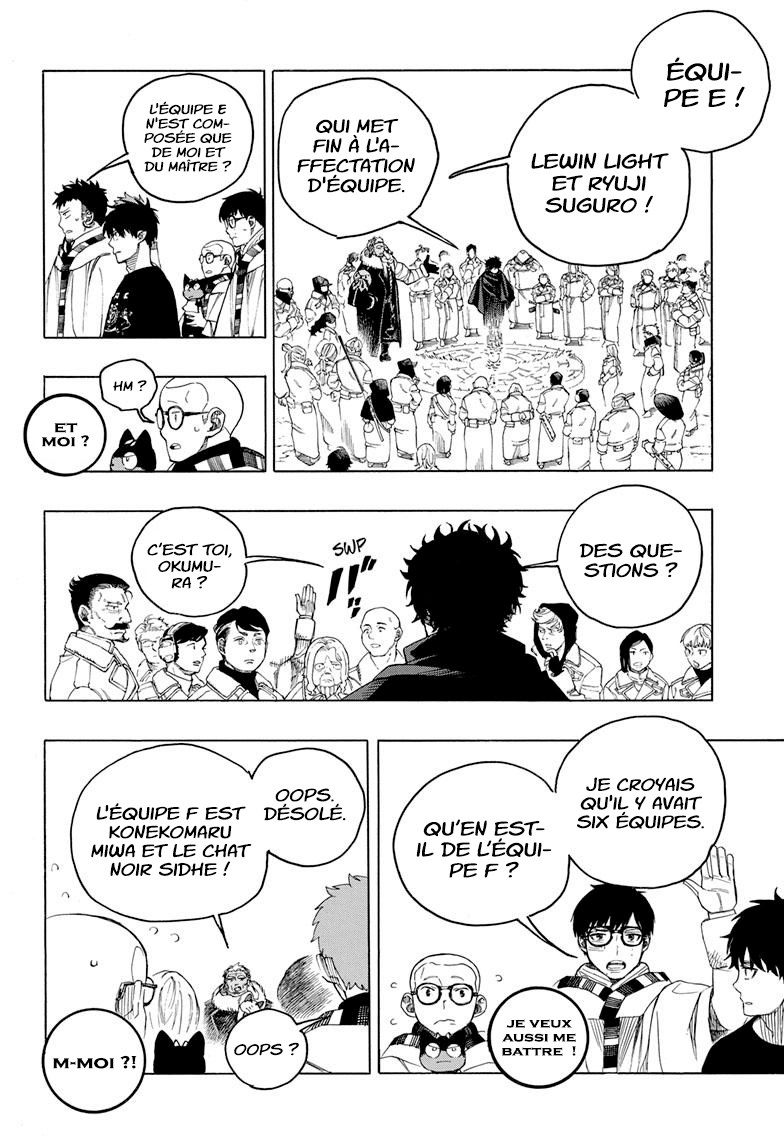 ÉQUI-
PE E !
LEWIN LIGHT
ET RYUJI
SUGURO !
QUI MET
FIN À L'A-
FFECTATION
D'ÉQUIPE.
L'ÉQUIPE E
N'EST COM-
POSÉE QUE
DE MOI ET
DU MAÎTRE ?
HM ?
ET
MOI ?
DES QUE-
STIONS ?
SWP
C'EST TOI,
OKUMU-
RA ?
JE CROYAIS
QU'IL Y AVAIT
SIX ÉQUIPES.
QU'EN EST-
IL DE L'ÉQUI-
PE F ?
JE VEUX
AUSSI ME
BATTRE !
OOPS.
DÉSOLÉ.
L'ÉQUIPE F EST
KONEKOMARU
MIWA ET LE CHAT
NOIR SIDHE !
OOPS ?
M-MOI ?!